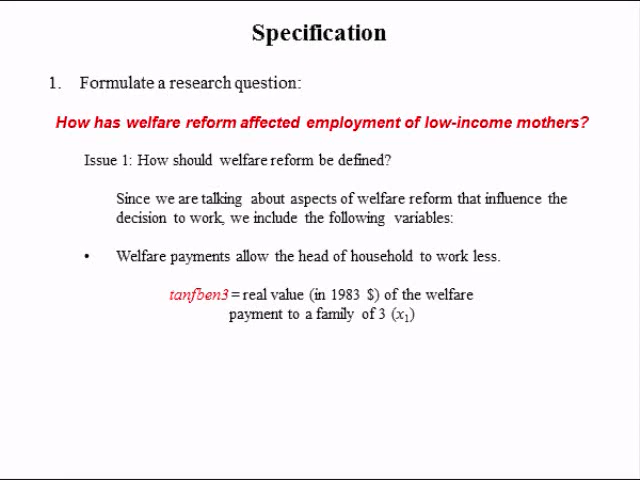 Specification
1. Formulate a research question:
How has welfare reform affected employment of low-income mothers?
Issue 1: How should welfare reform be defined?
Since we are talking about aspects of welfare reform that influence the
decision to work, we include the following variables:
• Welfare payments allow the head of household to work less.
tanfben3 = real value (in 1983 $) of the welfare
payment to a family of 3 (x₁)